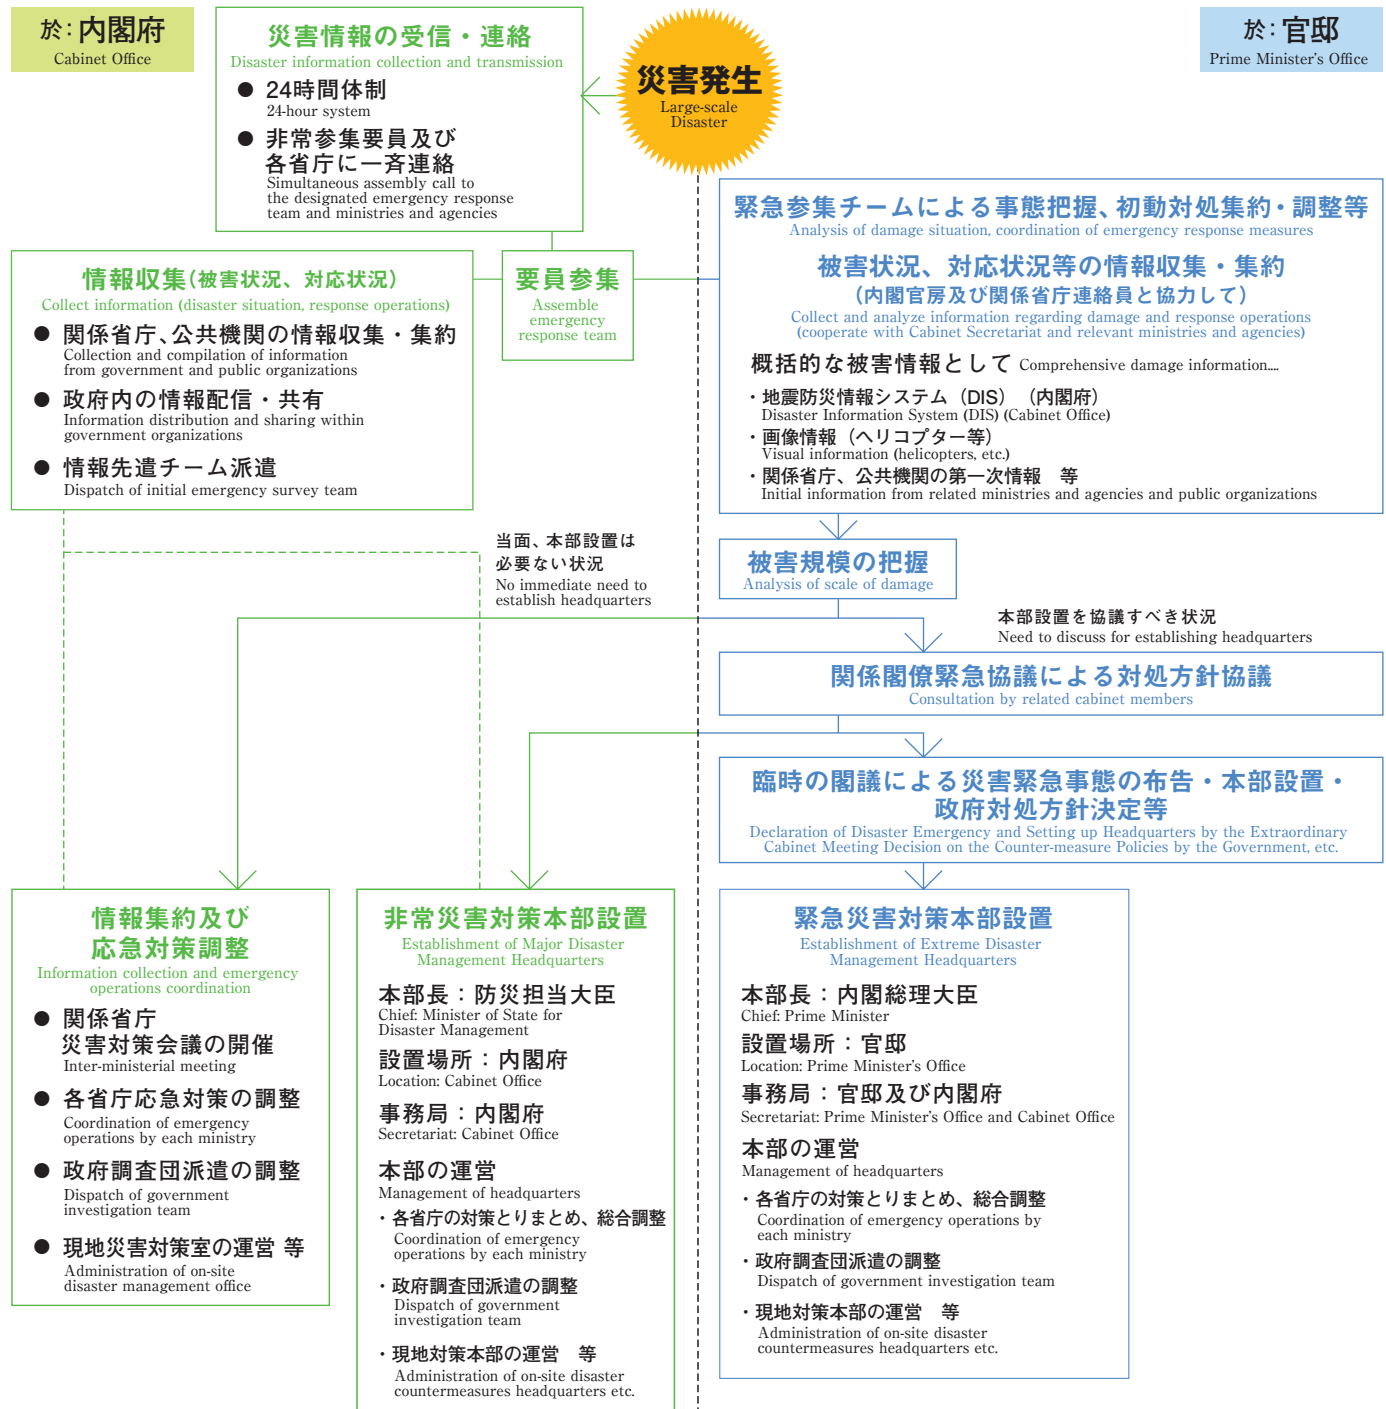 於：内閣府
Cabinet Office
災害情報の受信・連絡
Disaster information collection and transmission
● 24時間体制
24-hour system
● 非常参集要員及び
各省庁に一斉連絡
Simultaneous assembly call to
the designated emergency response
team and ministries and agencies
災害発生
Large-scale
Disaster
於：官邸
Prime Minister's Office
情報収集（被害状況、対応状況）
Collect information (disaster situation, response operations)
● 関係省庁、公共機関の情報収集・集約
Collection and compilation of information
from government and public organizations
● 政府内の情報配信・共有
Information distribution and sharing within
government organizations
● 情報先遣チーム派遣
Dispatch of initial emergency survey team
要員参集
Assemble
emergency
response team
緊急参集チームによる事態把握、初動対処集約・調整等
Analysis of damage situation, coordination of emergency response measures
被害状況、対応状況等の情報収集・集約
（内閣官房及び関係省庁連絡員と協力して）
Collect and analyze information regarding damage and response operations
(cooperate with Cabinet Secretariat and relevant ministries and agencies)
概括的な被害情報として Comprehensive damage information....
・地震防災情報システム（DIS）（内閣府）
Disaster Information System (DIS) (Cabinet Office)
・画像情報（ヘリコプター等）
Visual information (helicopters, etc.)
・関係省庁、公共機関の第一次情報　等
Initial information from related ministries and agencies and public organizations
当面、本部設置は
必要ない状況
No immediate need to
establish headquarters
被害規模の把握
Analysis of scale of damage
本部設置を協議すべき状況
Need to discuss for establishing headquarters
関係閣僚緊急協議による対処方針協議
Consultation by related cabinet members
臨時の閣議による災害緊急事態の布告・本部設置・
政府対処方針決定等
Declaration of Disaster Emergency and Setting up Headquarters by the Extraordinary
Cabinet Meeting Decision on the Counter-measure Policies by the Government, etc.
情報集約及び
応急対策調整
Information collection and emergency
operations coordination
● 関係省庁
災害対策会議の開催
Inter-ministerial meeting
● 各省庁応急対策の調整
Coordination of emergency
operations by each ministry
● 政府調査団派遣の調整
Dispatch of government
investigation team
● 現地災害対策室の運営 等
Administration of on-site
disaster management office
非常災害対策本部設置
Establishment of Major Disaster
Management Headquarters
本部長：防災担当大臣
Chief: Minister of State for
Disaster Management
設置場所：内閣府
Location: Cabinet Office
事務局：内閣府
Secretariat: Cabinet Office
本部の運営
Management of headquarters
・各省庁の対策とりまとめ、総合調整
Coordination of emergency
operations by each ministry
・政府調査団派遣の調整
Dispatch of government
investigation team
・現地対策本部の運営　等
Administration of on-site disaster
countermeasures headquarters etc.
緊急災害対策本部設置
Establishment of Extreme Disaster
Management Headquarters
本部長：内閣総理大臣
Chief: Prime Minister
設置場所：官邸
Location: Prime Minister's Office
事務局：官邸及び内閣府
Secretariat: Prime Minister's Office and Cabinet Office
本部の運営
Management of headquarters
・各省庁の対策とりまとめ、総合調整
Coordination of emergency operations by
each ministry
・政府調査団派遣の調整
Dispatch of government investigation team
・現地対策本部の運営　等
Administration of on-site disaster
countermeasures headquarters etc.